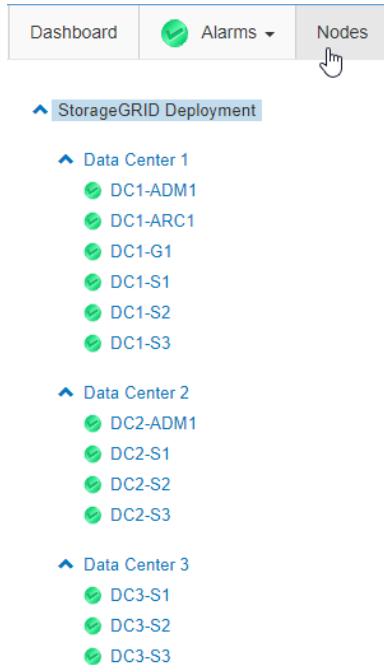 Dashboard Alarms Nodes
StorageGRID Deployment
Data Center 1
DC1-ADM1
DC1-ARC1
DC1-G1
DC1-S1
DC1-S2
DC1-S3
Data Center 2
DC2-ADM1
DC2-S1
DC2-S2
DC2-S3
Data Center 3
DC3-S1
DC3-S2
DC3-S3